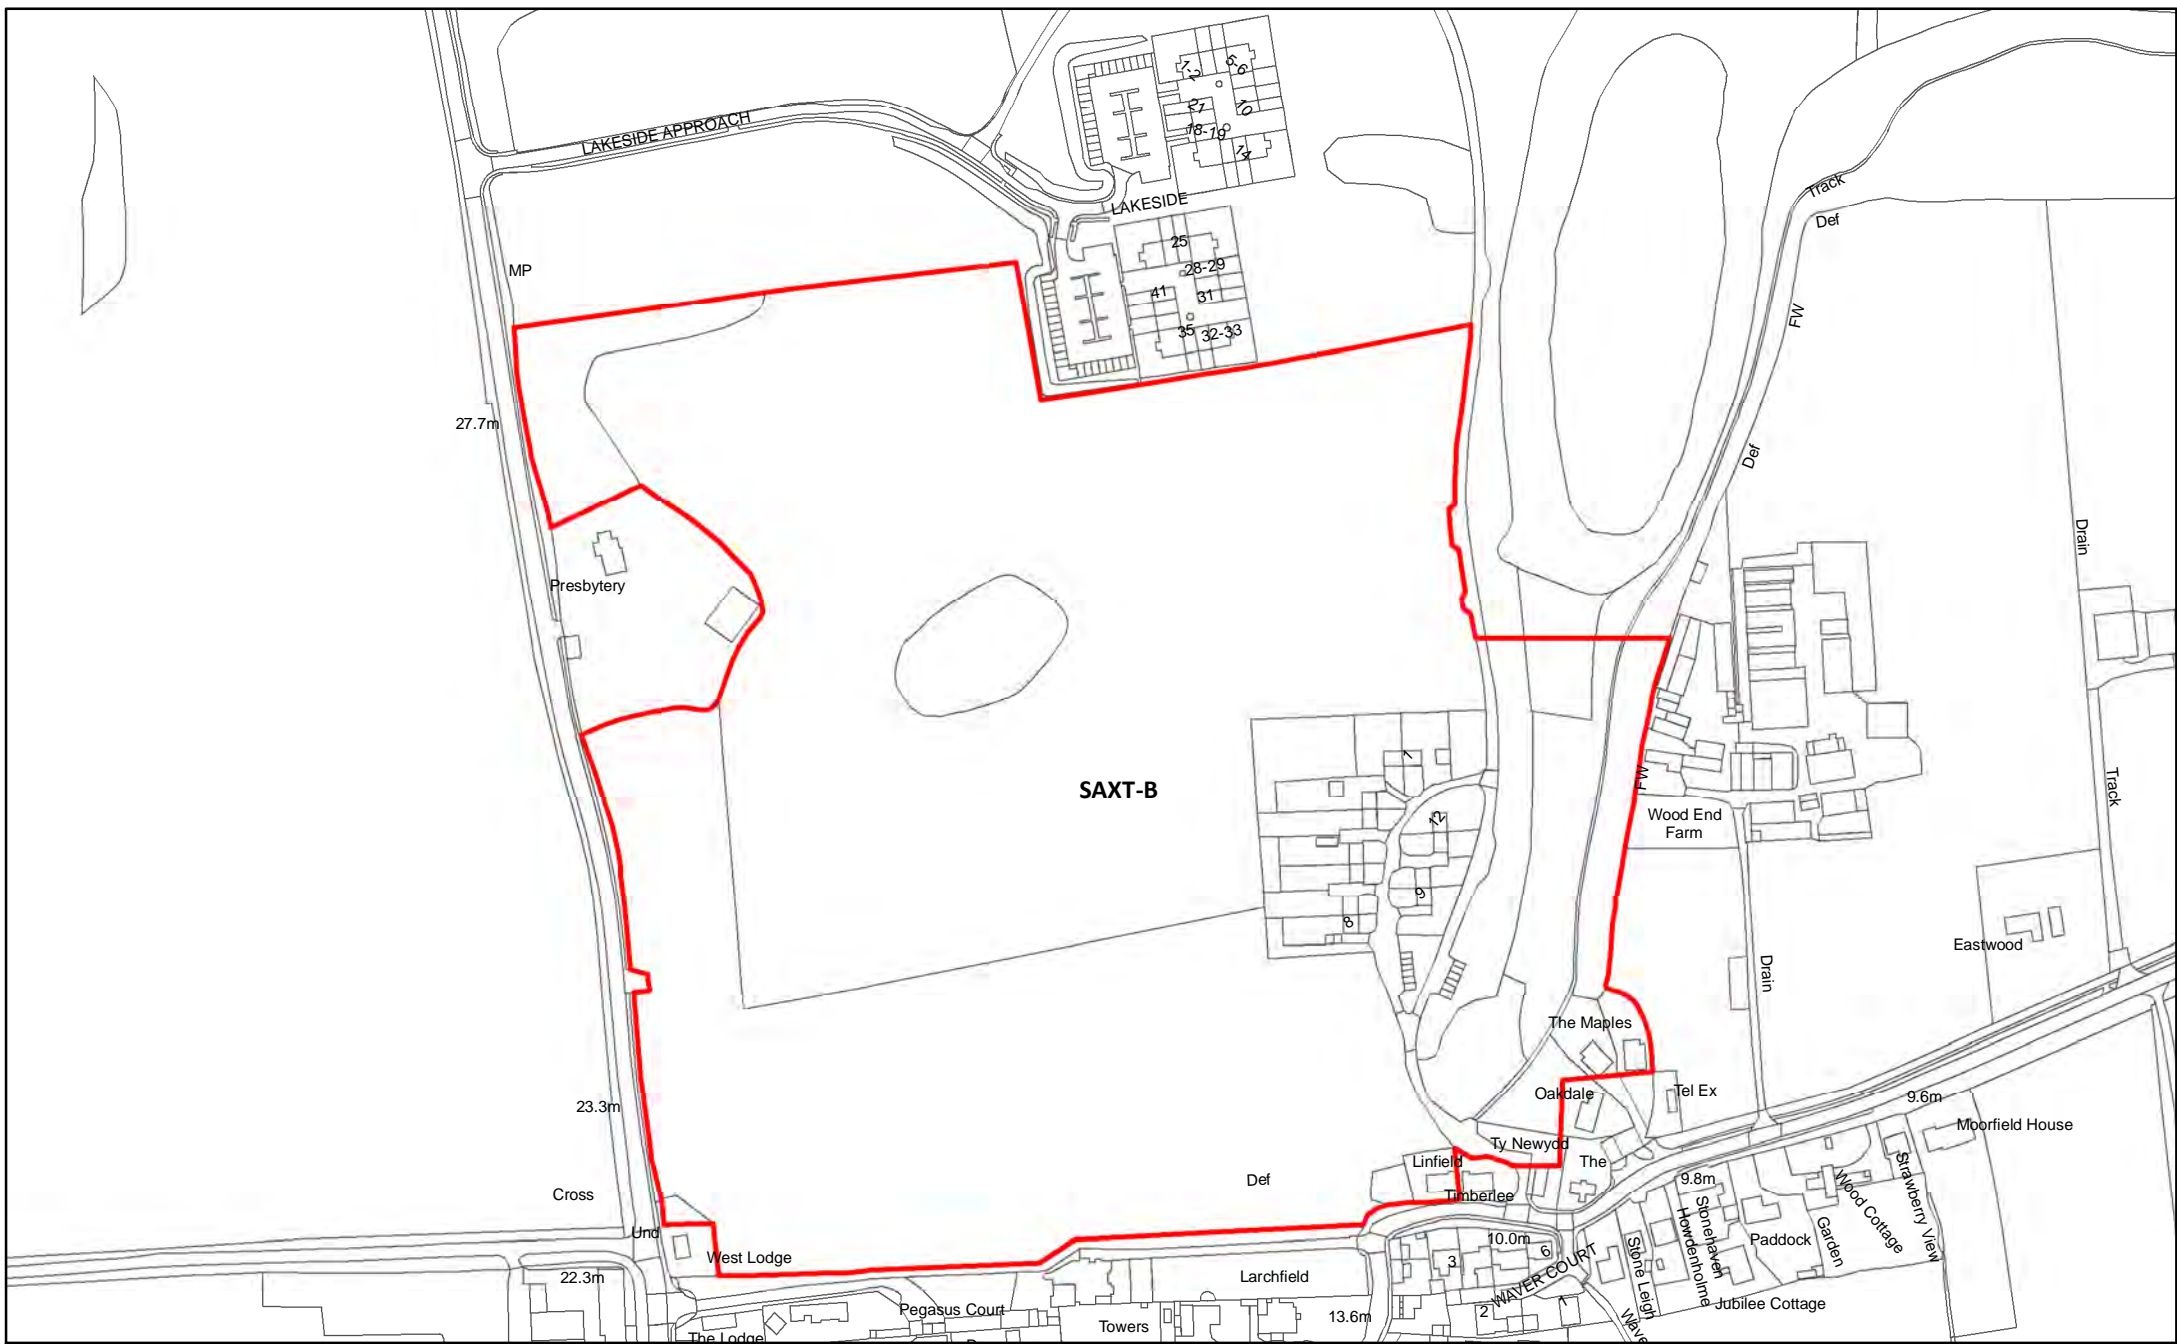 1-2
5-6
21
10
18-19
14
LAKESIDE APPROACH
LAKESIDE
Track
Def
25
28-29
41
31
35
32-33
MP
FW
27.7m
Def
Drain
Presbytery
SAXT-B
1
FW
Track
12
Wood End
Farm
9
8
Eastwood
Drain
The Maples
Oakdale
Tel Ex
9.6m
Moorfield House
23.3m
Ty Newydd
Linfield
The
Def
Timberlee
9.8m
Cross
Und
West Lodge
22.3m
10.0m
6
3
WAVER COURT
Stone Leigh
Howdenholme
Stonehaven
Paddock
Garden
Wood Cottage
Strawberry View
Larchfield
Pegasus Court
Towers
13.6m
2
1
Jubilee Cottage
The Lodge